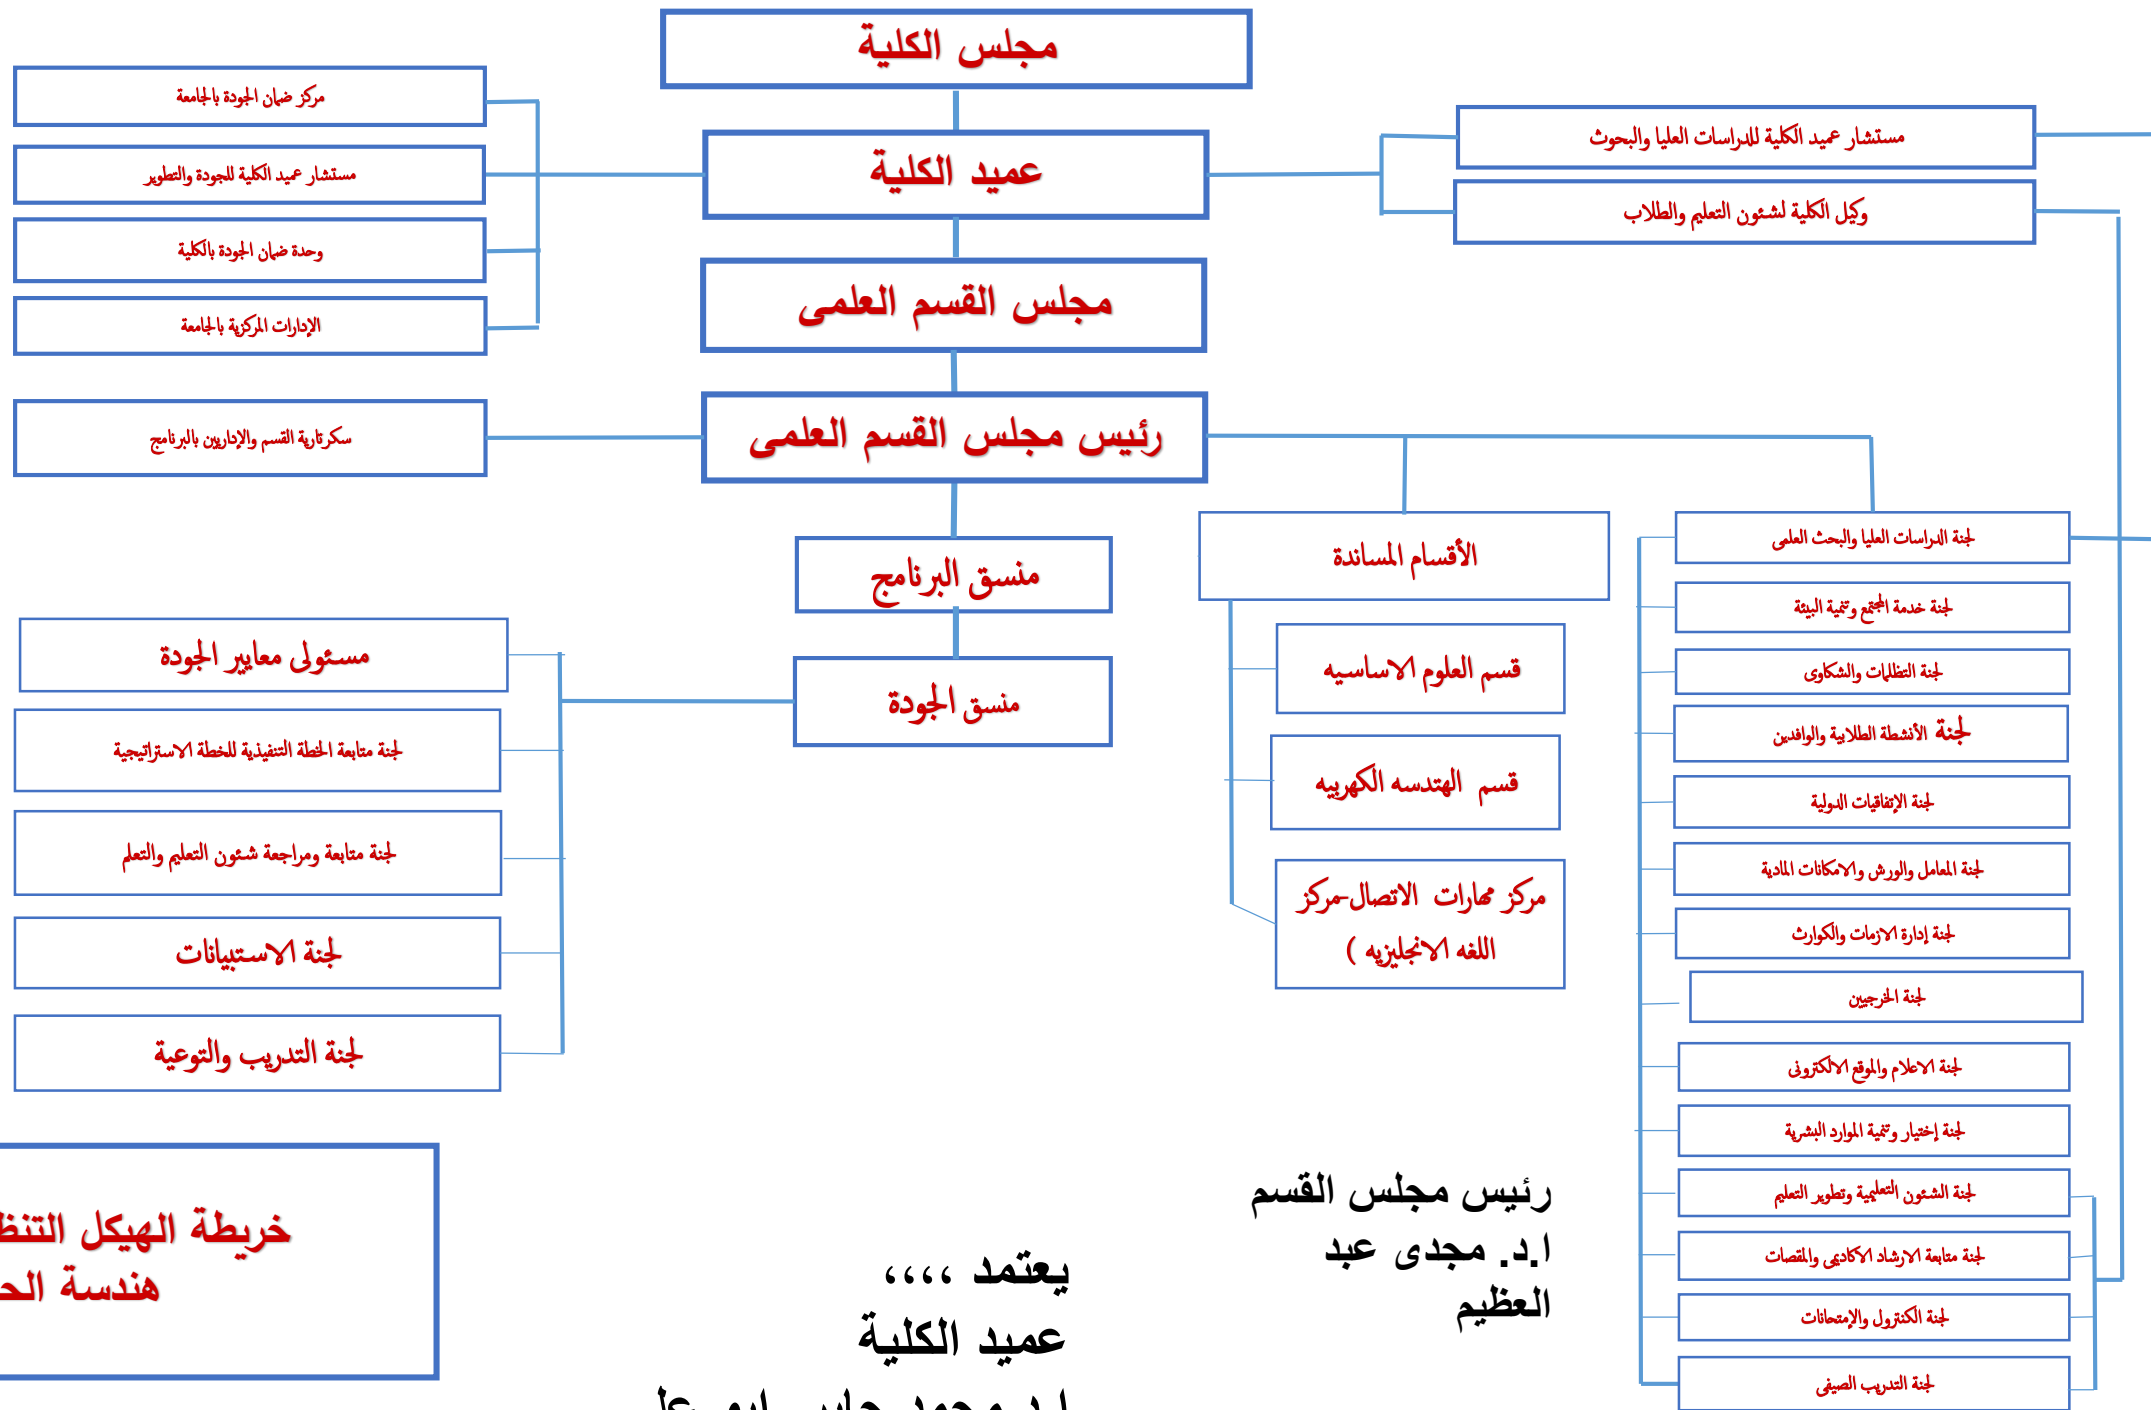 مجلس الكلية
مركز ضمان الجودة بالجامعة
عميد الكلية
مستشار عميد الكلية للدراسات العليا والبحوث
مستشار عميد الكلية للجودة والتطوير
وكيل الكلية لشئون التعليم والطلاب
وحدة ضمان الجودة بالكلية
الإدارات المركزية بالجامعة
مجلس القسم العلمى
رئيس مجلس القسم العلمى
سكرتارية القسم والإداريين بالبرنامج
منسق البرنامج
منسق الجودة
مسئولى معايير الجودة
لجنة متابعة الخطة التنفيذية للخطة الاستراتيجية
لجنة متابعة ومراجعة شئون التعليم والتعلم
لجنة الاستبيانات
لجنة التدريب والتوعية
الأقسام المساندة
قسم العلوم الاساسيه
قسم الهتدسه الكهربيه
مركز مهارات الاتصال-مركز
اللغه الانجليزيه )
لجنة الدراسات العليا والبحث العلمى
لجنة خدمة المجتمع وتنمية البيئة
لجنة التظلمات والشكاوى
لجنة الأنشطة الطلابية والوافدين
لجنة الإتفاقيات الدولية
لجنة المعامل والورش والامكانات المادية
لجنة إدارة الازمات والكوارث
لجنة الخرجيين
لجنة الاعلام والموقع الالكترونى
لجنة إختيار وتنمية الموارد البشرية
لجنة الشئون التعليمية وتطوير التعليم
لجنة متابعة الارشاد الاكاديمى والمقصات
لجنة الكنترول والإمتحانات
لجنة التدريب الصيفى
رئيس مجلس القسم
ا.د. مجدى عبد
العظيم
يعتمد ،،،،
عميد الكلية
خريطة الهيكل
هندسة